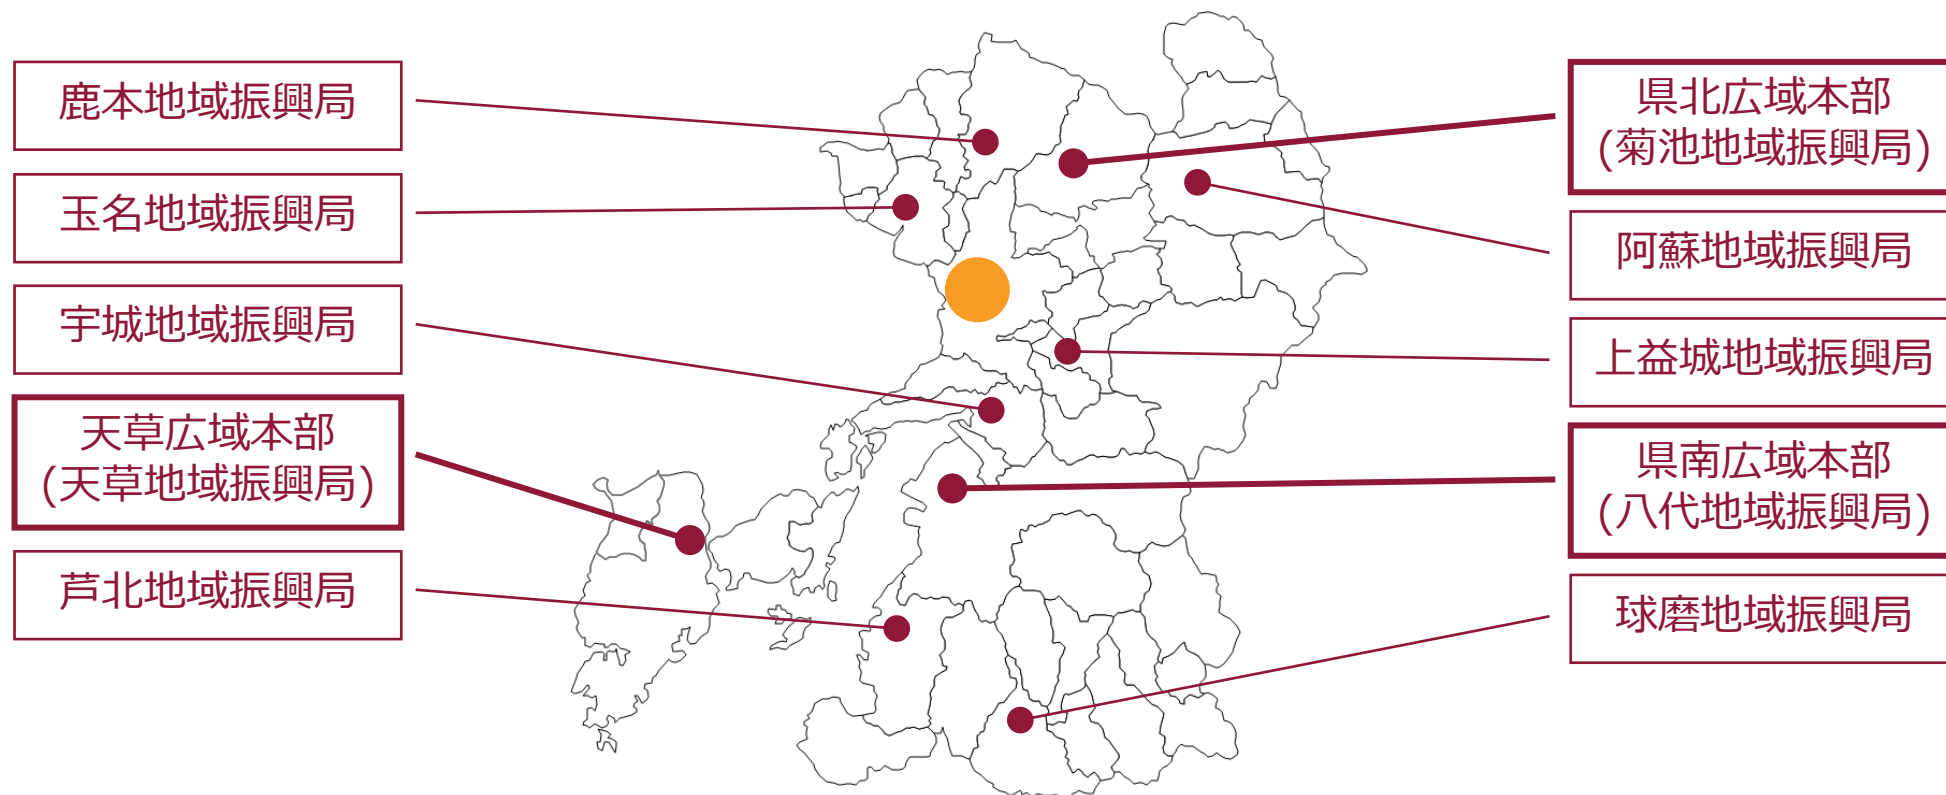 鹿本地域振興局
玉名地域振興局
宇城地域振興局
天草広域本部
(天草地域振興局)
芦北地域振興局
県北広域本部
(菊池地域振興局)
阿蘇地域振興局
上益城地域振興局
県南広域本部
(八代地域振興局)
球磨地域振興局